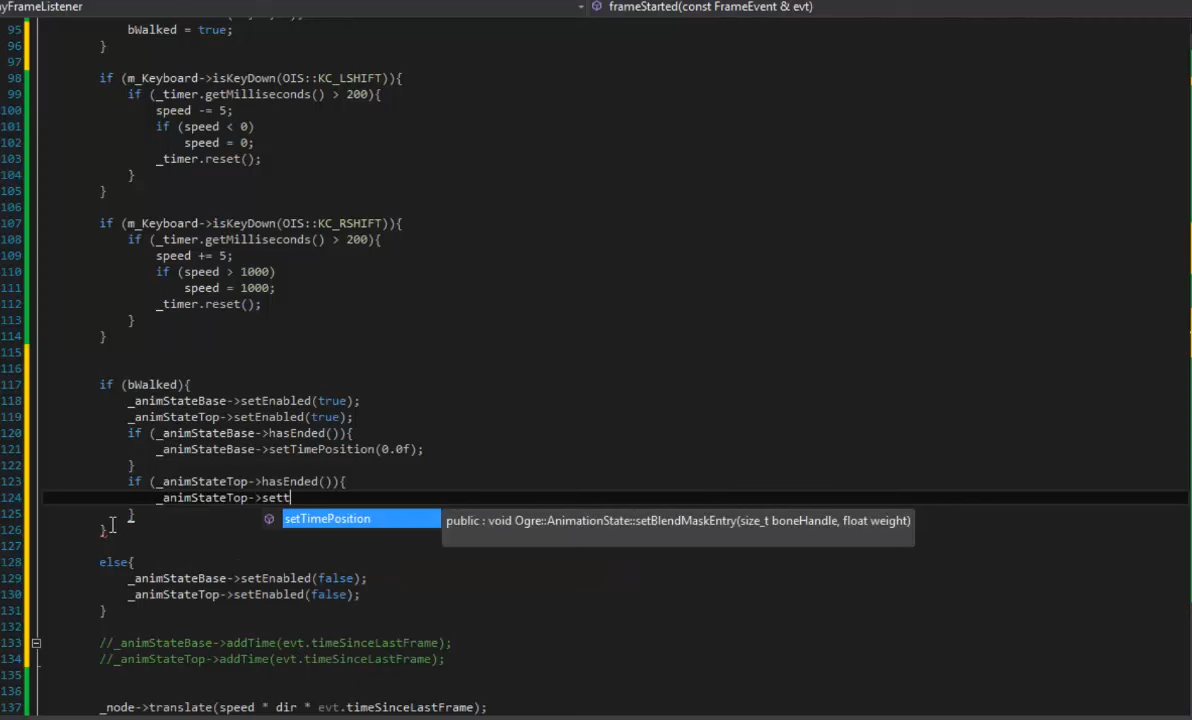 yFrameListener
frameStarted(const FrameEvent & evt)
95 bWalked = true;
96 }
97
98 if (m_Keyboard->isKeyDown(OIS::KC_LSHIFT)){
99 if (_timer.getMilliseconds() > 200){
100 speed -= 5;
101 if (speed < 0)
102 speed = 0;
103 _timer.reset();
104 }
105 }
106
107 if (m_Keyboard->isKeyDown(OIS::KC_RSHIFT)){
108 if (_timer.getMilliseconds() > 200){
109 speed += 5;
110 if (speed > 1000)
111 speed = 1000;
112 _timer.reset();
113 }
114 }
115
116
117 if (bWalked){
118 _animStateBase->setEnabled(true);
119 _animStateTop->setEnabled(true);
120 if (_animStateBase->hasEnded()){
121 _animStateBase->setTimePosition(0.0f);
122 }
123 if (_animStateTop->hasEnded()){
124 _animStateTop->sett
125 }
setTimePosition
public : void Ogre::AnimationState::setBlendMaskEntry(size_t boneHandle, float weight)
126 }
127
128 else{
129 _animStateBase->setEnabled(false);
130 _animStateTop->setEnabled(false);
131 }
132
133 //_animStateBase->addTime(evt.timeSinceLastFrame);
134 //_animStateTop->addTime(evt.timeSinceLastFrame);
135
136
137 _node->translate(speed * dir * evt.timeSinceLastFrame);